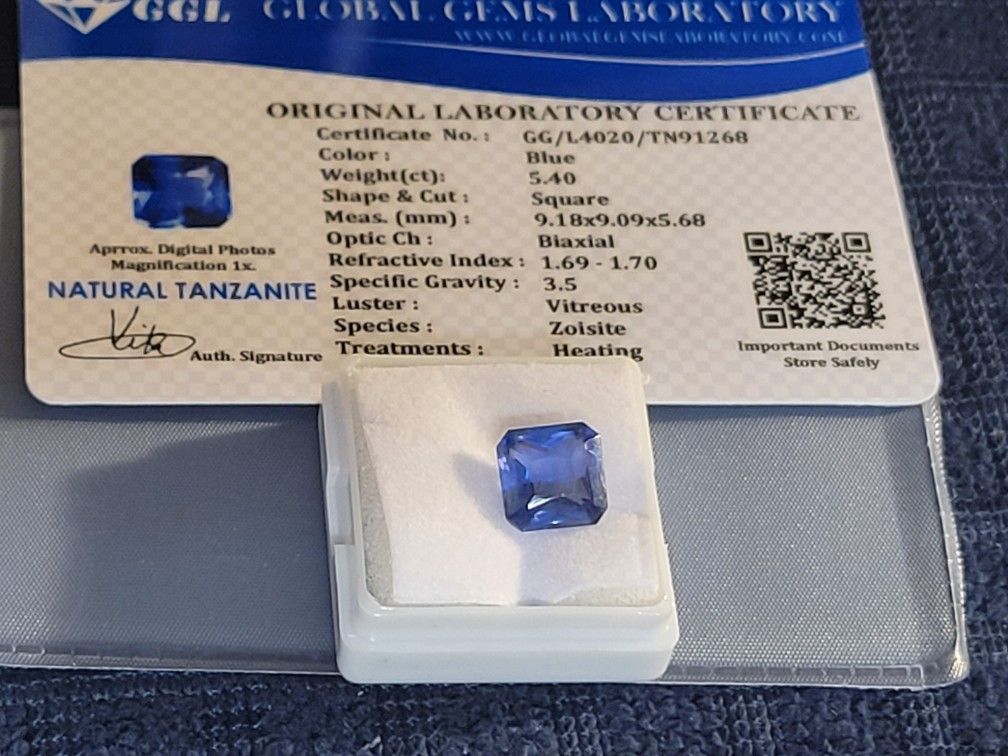 GGL GLOBAL GEMS LABORATORY
WWW.GLOBALGEMSLABORATORY.COM
ORIGINAL LABORATORY CERTIFICATE
Certificate No. : GG/L4020/TN91268
Color : Blue
Weight(ct): 5.40
Shape & Cut : Square
Meas. (mm) : 9.18x9.09x5.68
Optic Ch : Biaxial
Refractive Index : 1.69 - 1.70
Specific Gravity : 3.5
Luster : Vitreous
Species : Zoisite
Treatments : Heating
Aprrox. Digital Photos
Magnification 1x.
NATURAL TANZANITE
Auth. Signature
Important Documents
Store Safely